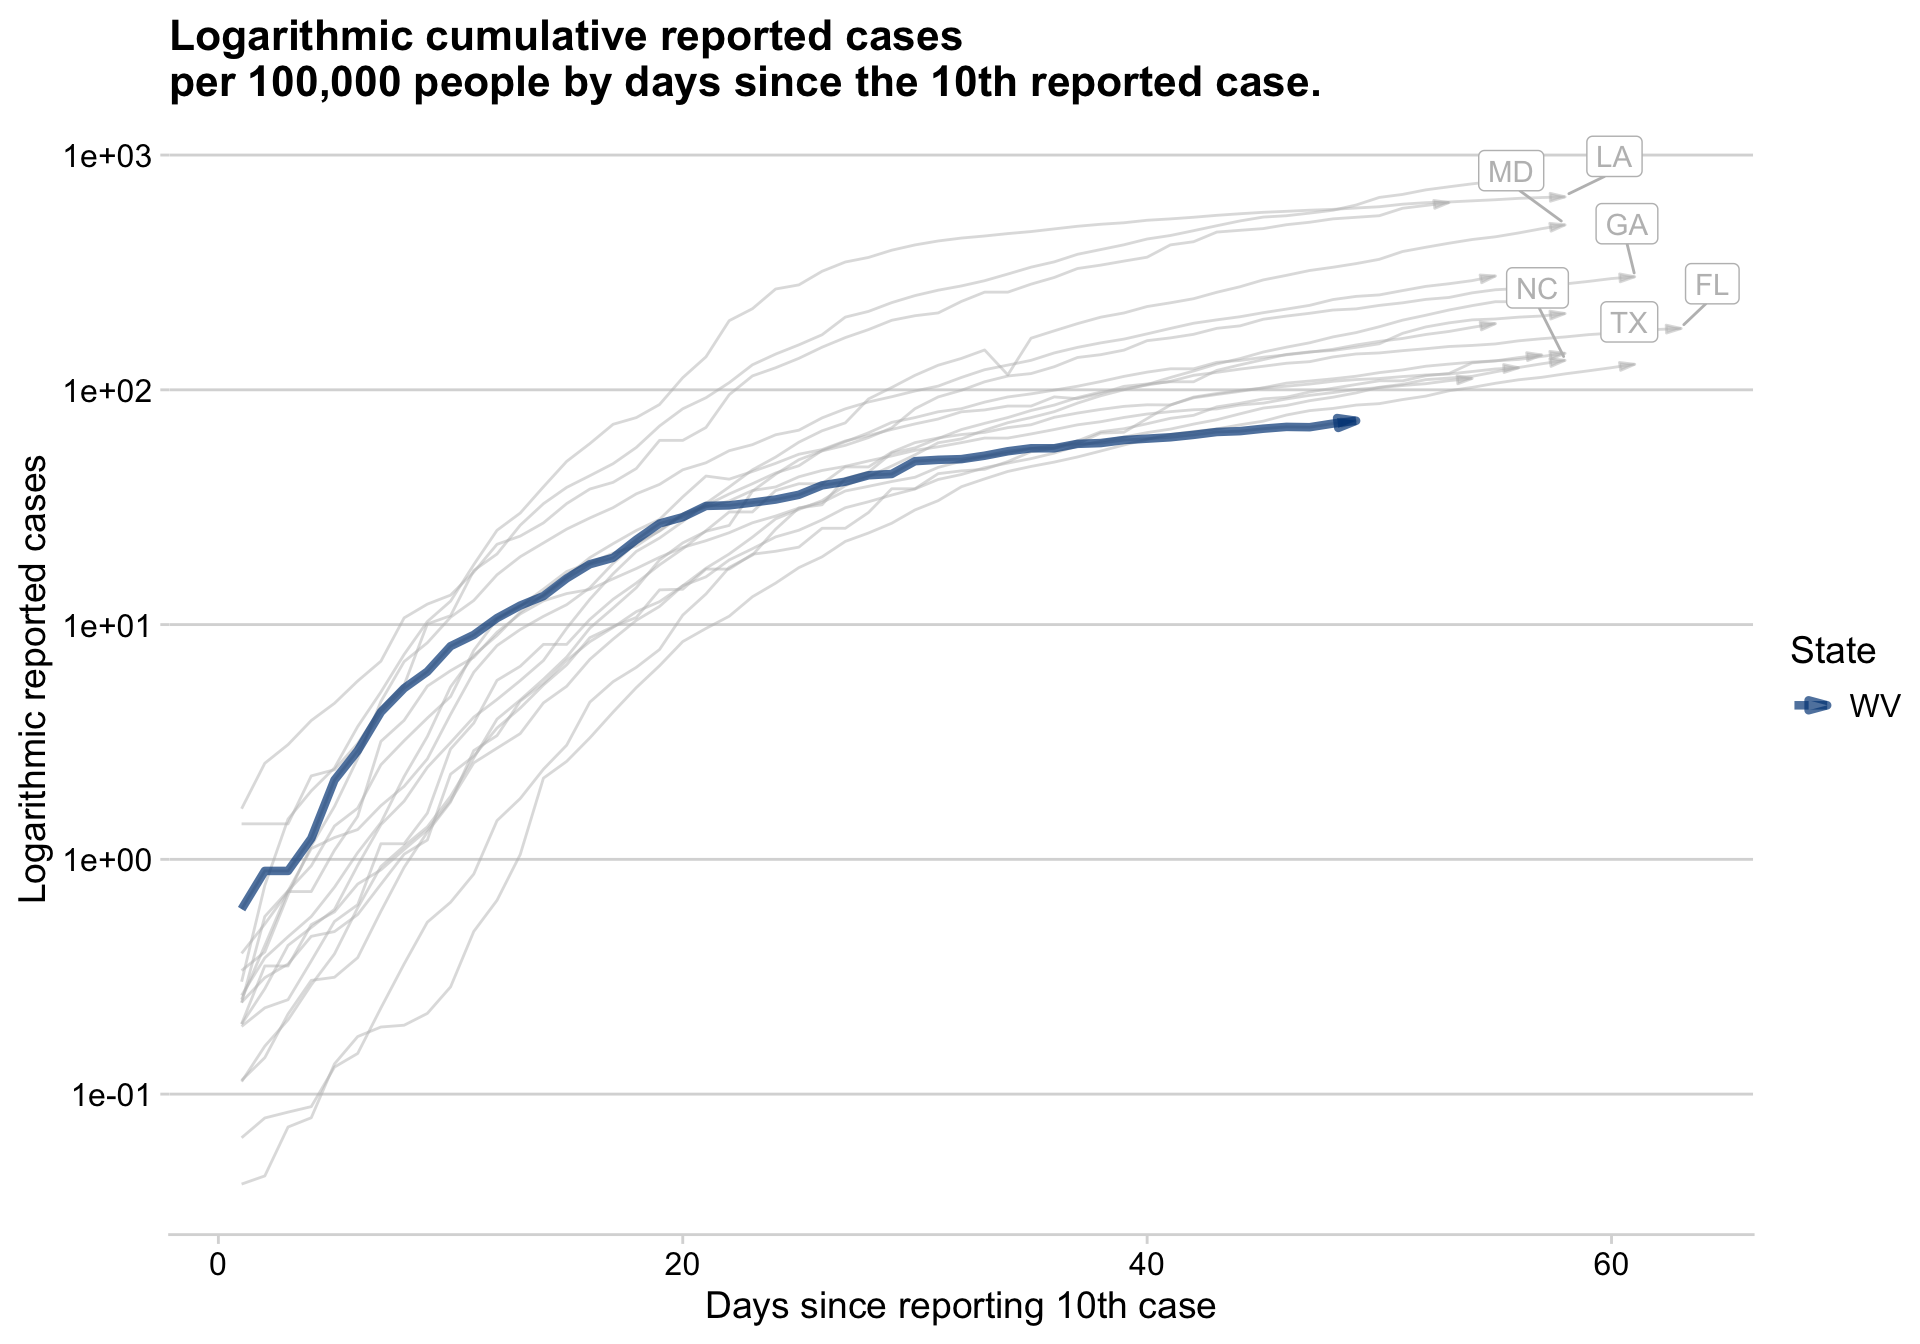 Logarithmic cumulative reported cases
per 100,000 people by days since the 10th reported case.
1e+03
1e+02
1e+01
1e+00
1e-01
Logarithmic reported cases
MD
LA
GA
NC
FL
TX
State
WV
0
20
40
60
Days since reporting 10th case